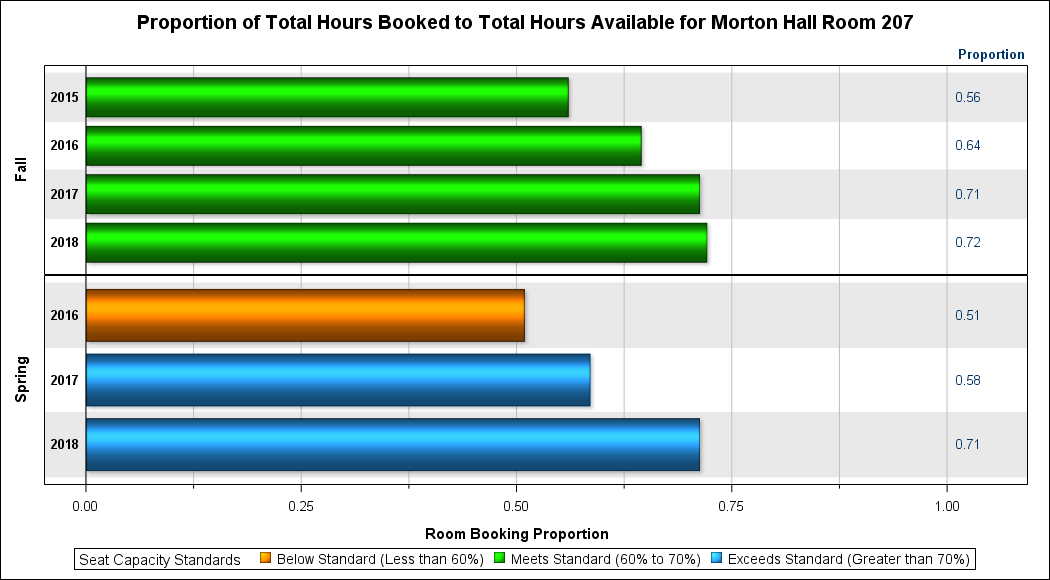 Proportion of Total Hours Booked to Total Hours Available for Morton Hall Room 207
Proportion
Fall
2015 0.56
2016 0.64
2017 0.71
2018 0.72
Spring
2016 0.51
2017 0.58
2018 0.71
0.00 0.25 0.50 0.75 1.00
Room Booking Proportion
Seat Capacity Standards Below Standard (Less than 60%) Meets Standard (60% to 70%) Exceeds Standard (Greater than 70%)